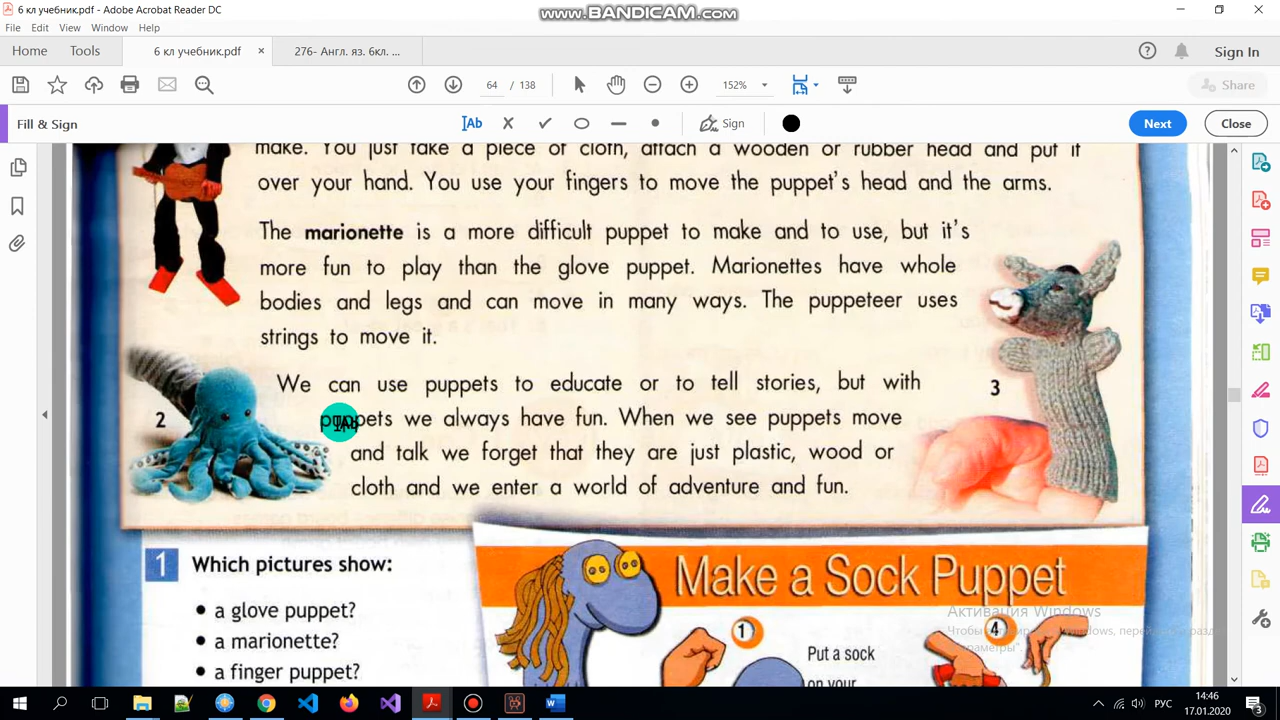 6 кл учебник.pdf - Adobe Acrobat Reader DC
WWW.BANDICAM.COM
File Edit View Window Help
Home Tools 6 кл учебник.pdf × 276- Англ. яз. 6кл. ... Sign In
64 / 138 152% Share
Fill & Sign Ab Sign Next Close
make. You just take a piece of cloth, attach a wooden or rubber head and put it
over your hand. You use your fingers to move the puppet's head and the arms.
The marionette is a more difficult puppet to make and to use, but it's
more fun to play than the glove puppet. Marionettes have whole
bodies and legs and can move in many ways. The puppeteer uses
strings to move it.
We can use puppets to educate or to tell stories, but with
puppets we always have fun. When we see puppets move
and talk we forget that they are just plastic, wood or
cloth and we enter a world of adventure and fun.
2
3
1 Which pictures show:
• a glove puppet?
• a marionette?
• a finger puppet?
Make a Sock Puppet
1
Put a sock
on your
4
Активация Windows
W
14:46
РУС
17.01.2020
3